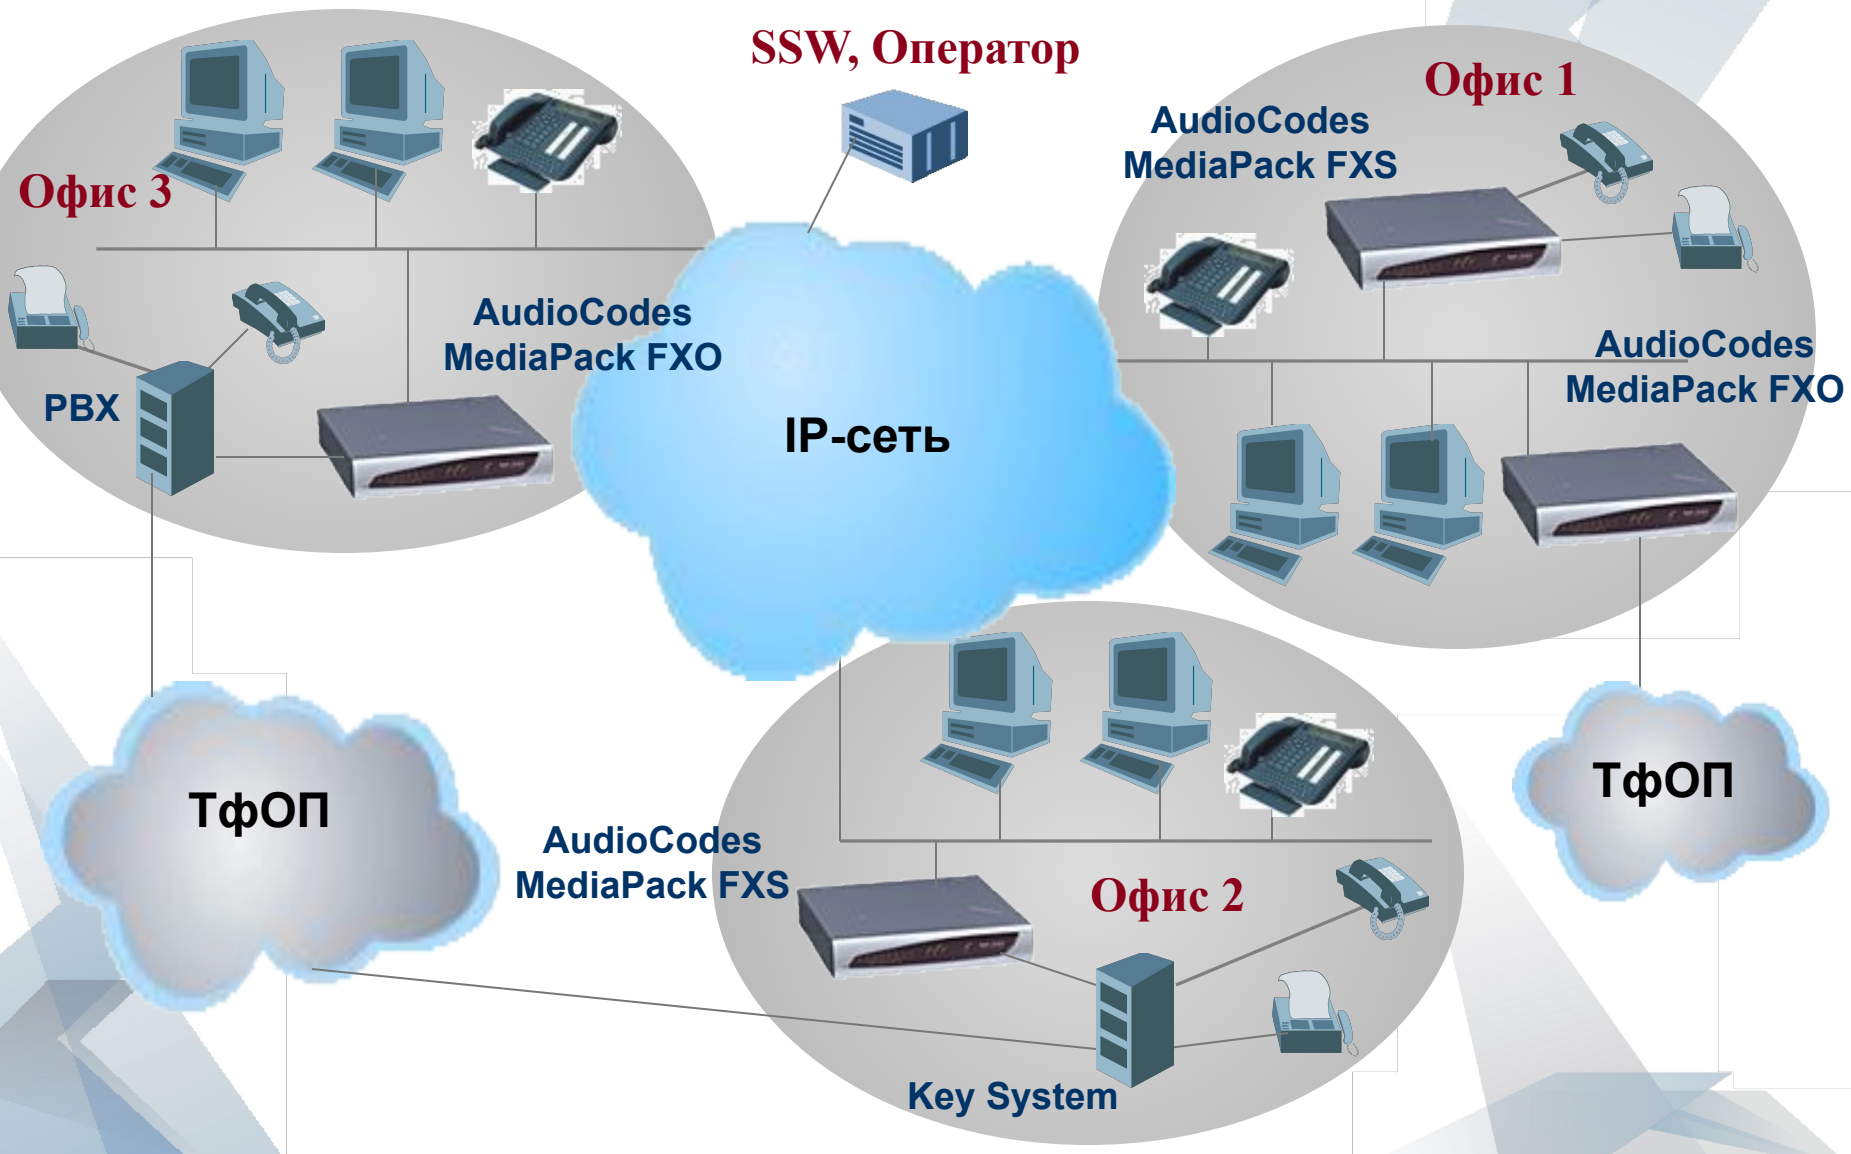 SSW, Оператор
Офис 1
AudioCodes
MediaPack FXS
Офис 3
AudioCodes
MediaPack FXO
AudioCodes
MediaPack FXO
PBX
IP-сеть
ТфОП
ТфОП
AudioCodes
MediaPack FXS
Офис 2
Key System